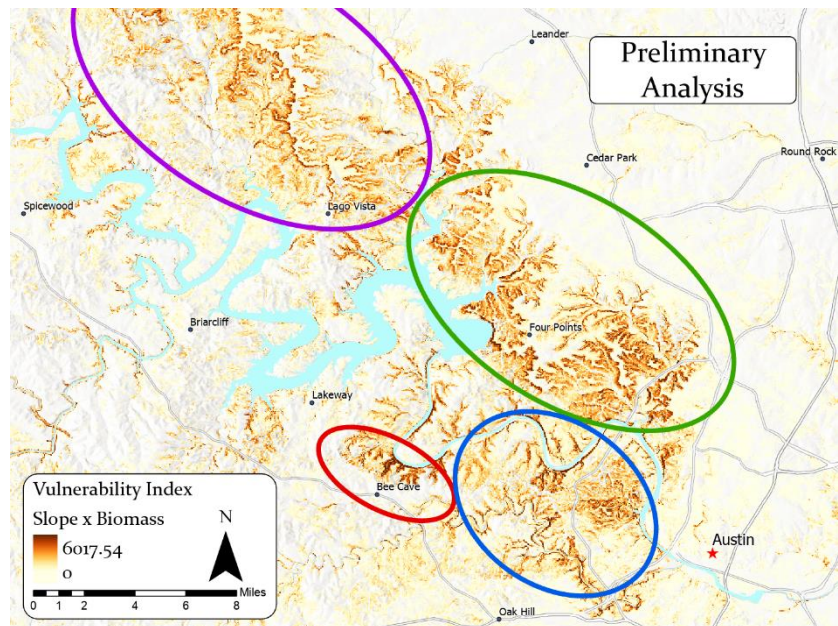 Leander
Preliminary
Analysis
Cedar Park
Round Rock
Spicewood
Lago Vista
Briarcliff
Four Points
Lakeway
Bee Cave
Austin
Oak Hill
Vulnerability Index
Slope x Biomass
N
6017.54
0
Miles
0 1 2 4 6 8